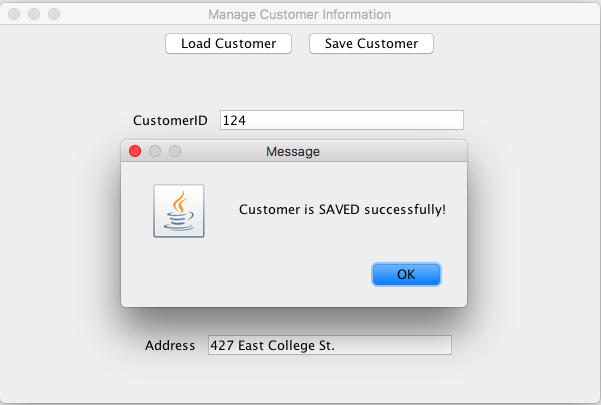 Manage Customer Information
Load Customer Save Customer
CustomerID 124
Message
Customer is SAVED successfully!
OK
Address 427 East College St.